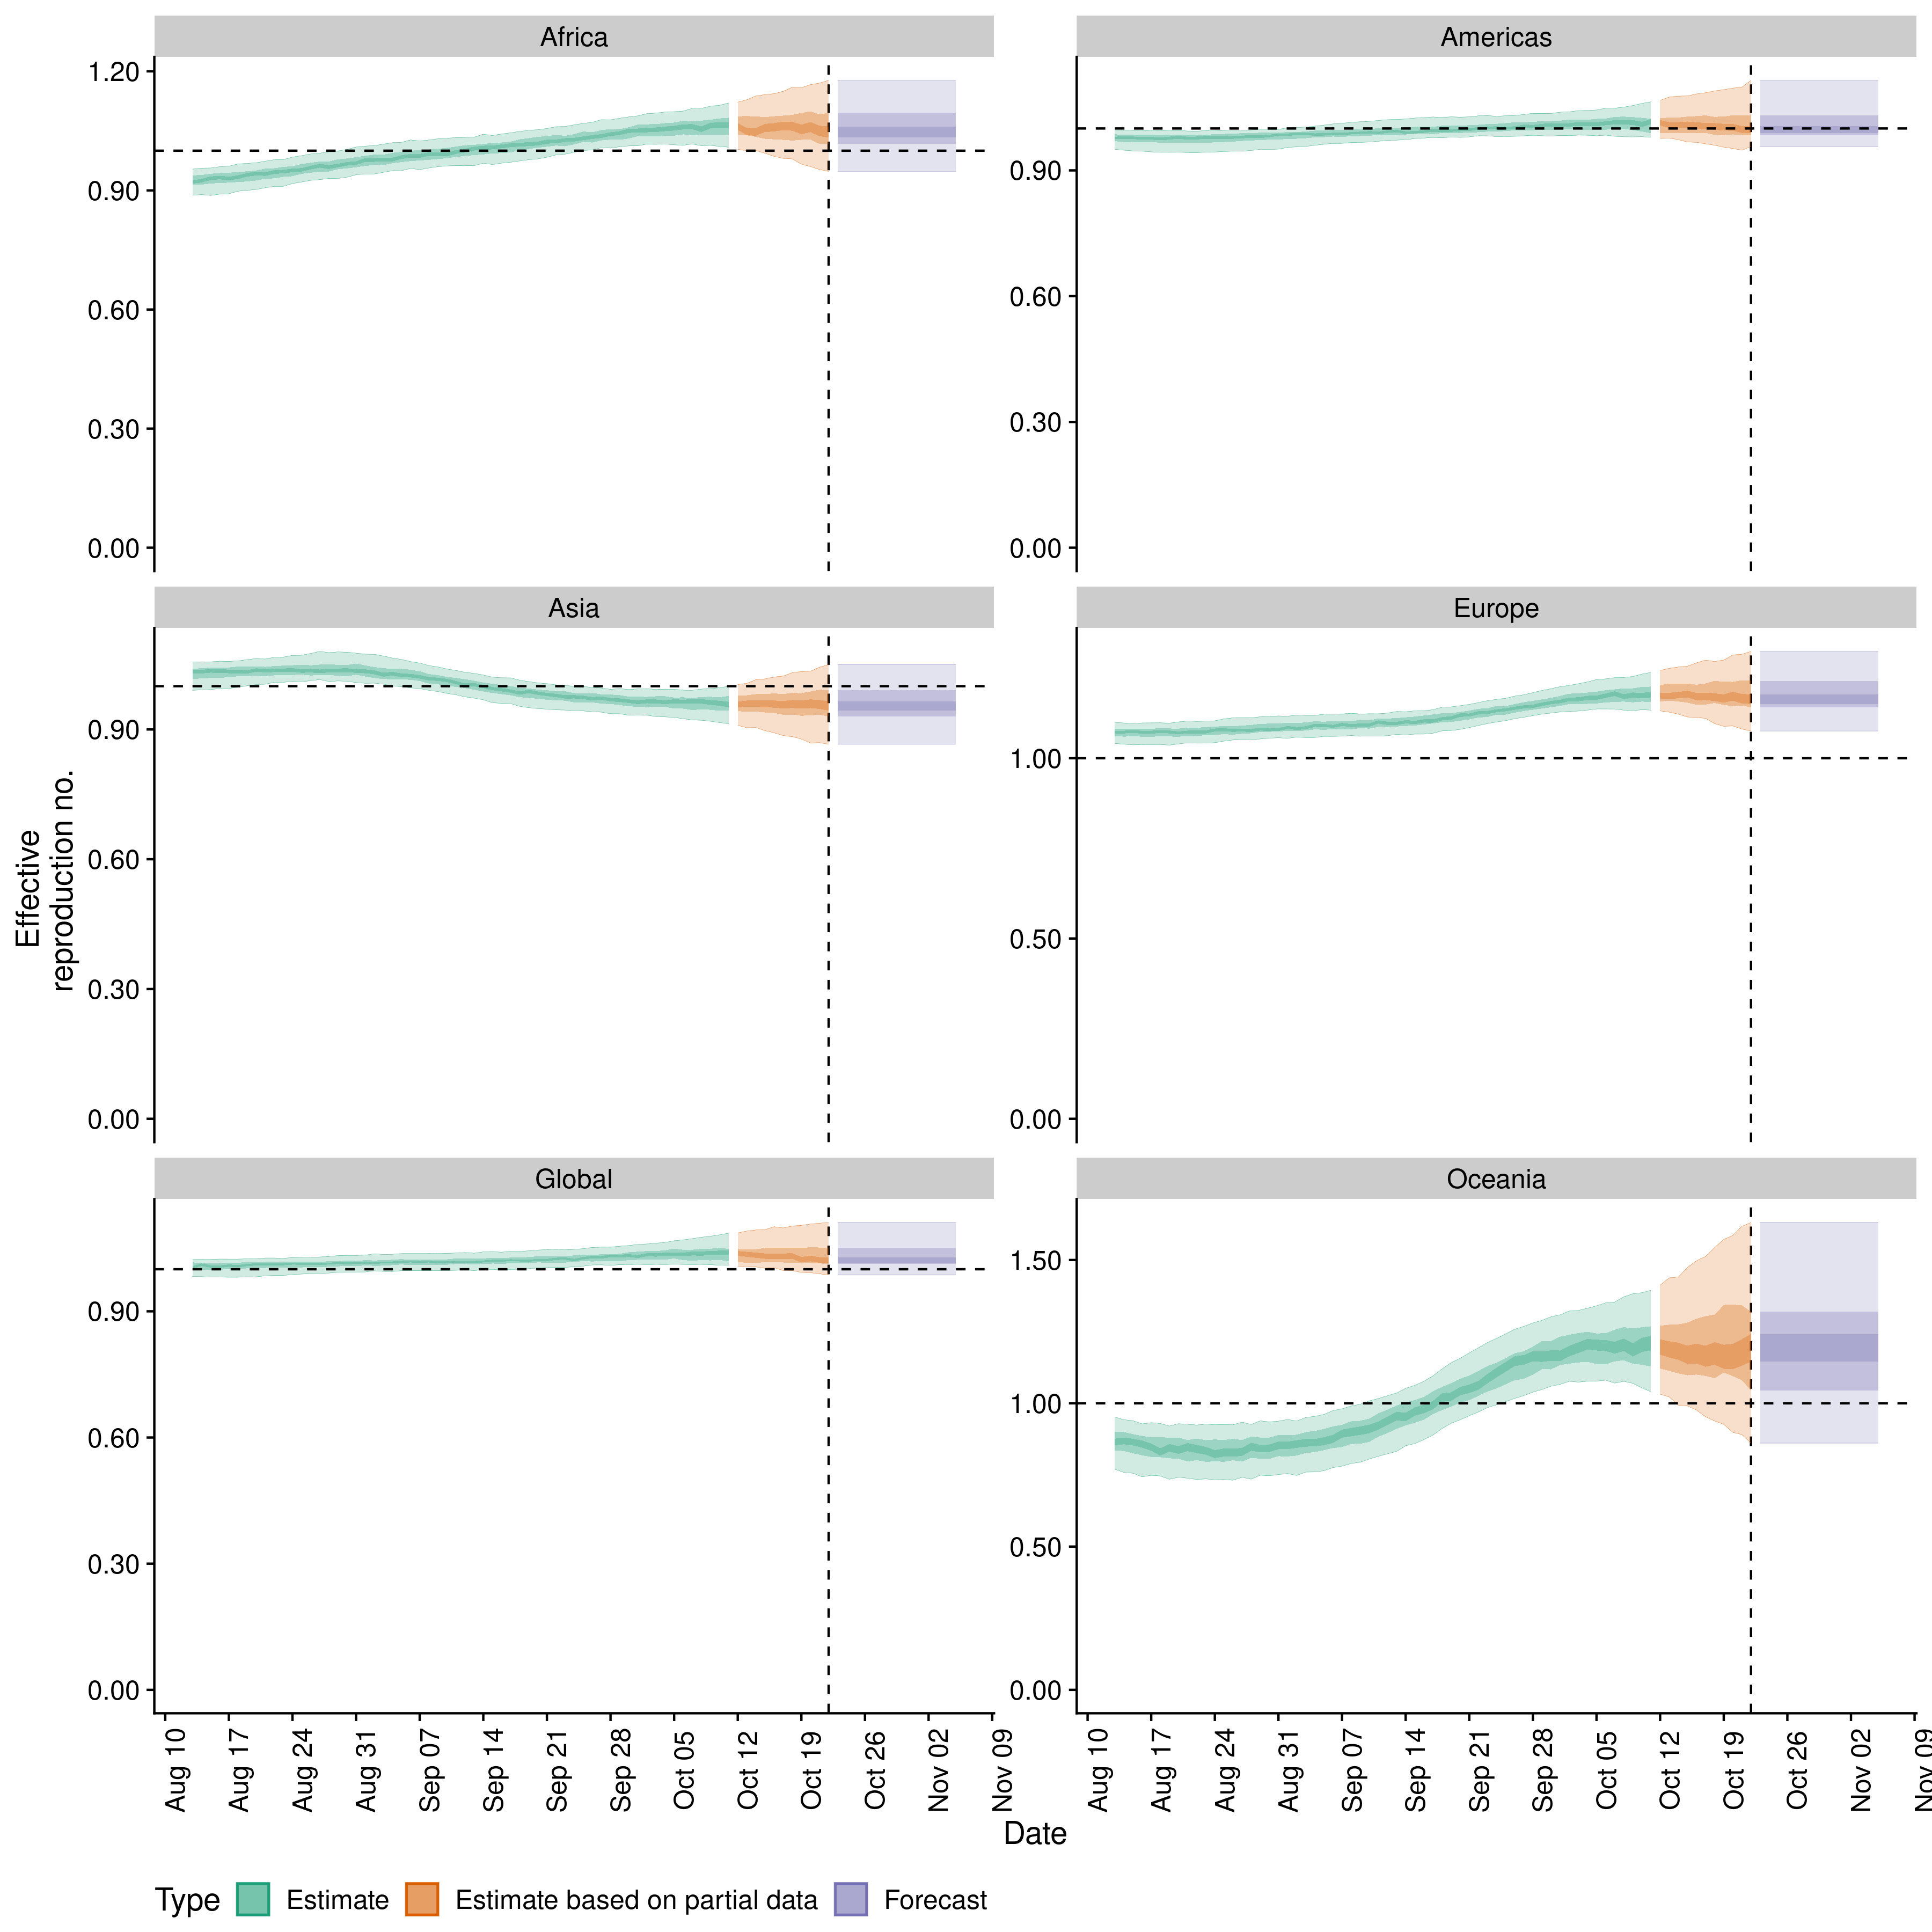 Africa
Americas
1.20
0.90
0.60
0.30
0.00
0.90
0.60
0.30
0.00
Asia
Europe
0.90
0.60
0.30
0.00
1.00
0.50
0.00
Effective
reproduction no.
Global
Oceania
0.90
0.60
0.30
0.00
1.50
1.00
0.50
0.00
Aug 10
Aug 17
Aug 24
Aug 31
Sep 07
Sep 14
Sep 21
Sep 28
Oct 05
Oct 12
Oct 19
Oct 26
Nov 02
Nov 09
Aug 10
Aug 17
Aug 24
Aug 31
Sep 07
Sep 14
Sep 21
Sep 28
Oct 05
Oct 12
Oct 19
Oct 26
Nov 02
Nov 09
Date
Type Estimate Estimate based on partial data Forecast